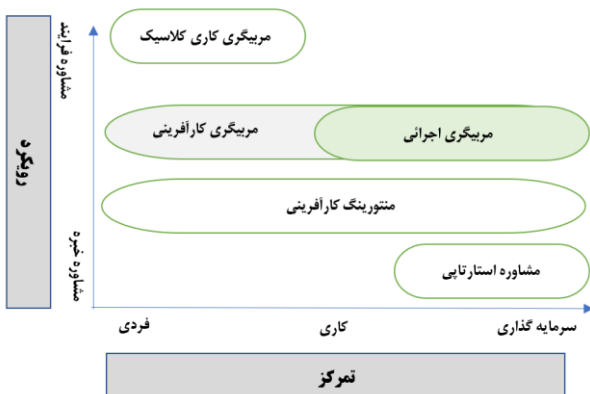 مربیگری کاری کلاسیک
مشاوره فرایند
مربیگری اجرائی
مربیگری کارآفرینی
رویکرد
منتورینگ کارآفرینی
مشاوره خبره
مشاوره استارتاپی
سرمایه گذاری
کاری
فردی
تمرکز